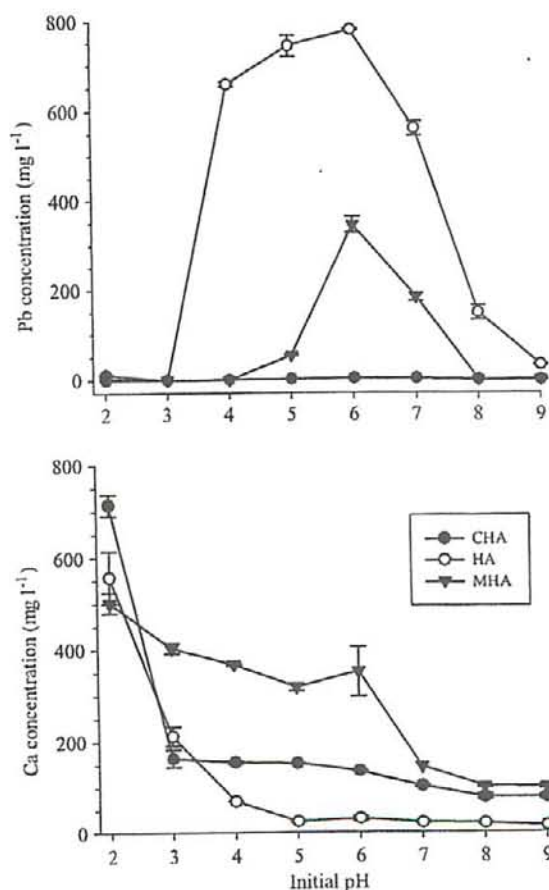 800
600
400
200
0
Pb concentration (mg l⁻¹)
2 3 4 5 6 7 8 9
800
600
400
200
0
Ca concentration (mg l⁻¹)
CHA
HA
MHA
2 3 4 5 6 7 8 9
Initial pH